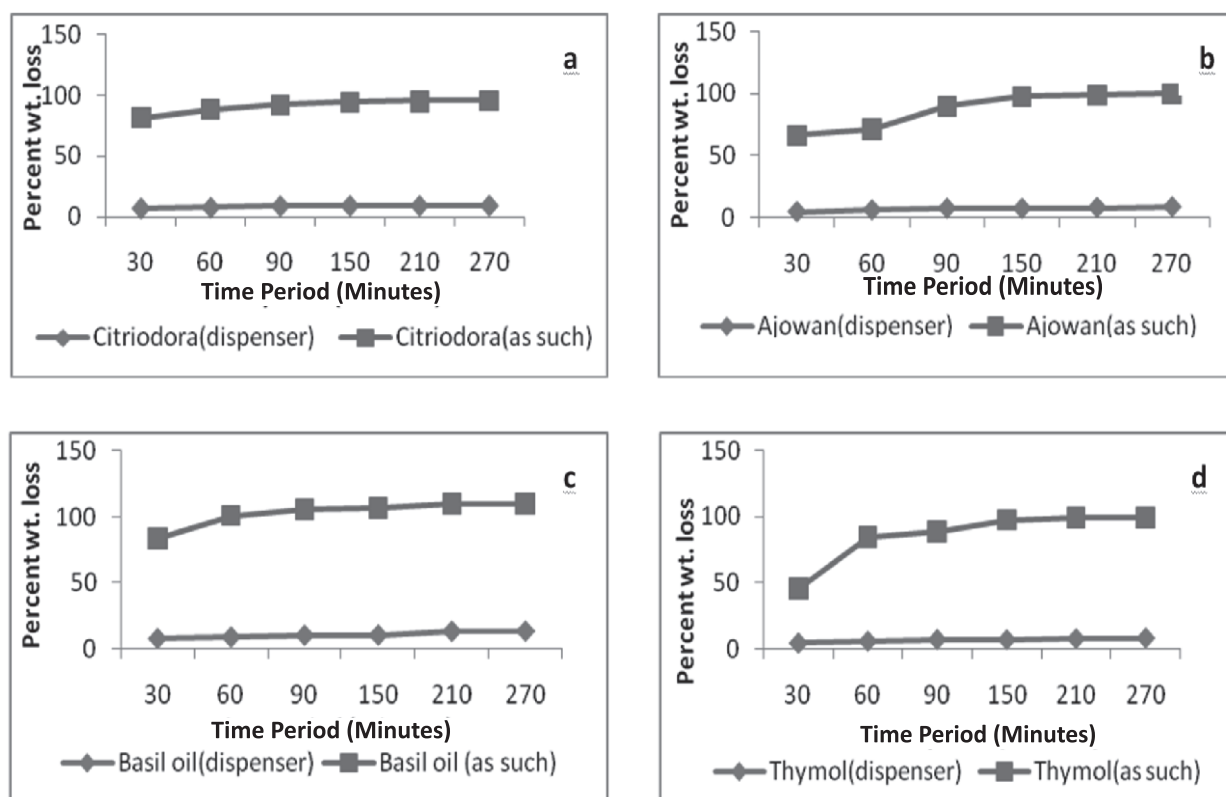 a
Percent wt. loss
150
100
50
0
30 60 90 150 210 270
Time Period (Minutes)
Citriodora(dispenser) Citriodora(as such)
b
Percent wt. loss
150
100
50
0
30 60 90 150 210 270
Time Period (Minutes)
Ajowan(dispenser) Ajowan(as such)
c
Percent wt. loss
150
100
50
0
30 60 90 150 210 270
Time Period (Minutes)
Basil oil(dispenser) Basil oil (as such)
d
Percent wt. loss
150
100
50
0
30 60 90 150 210 270
Time Period (Minutes)
Thymol(dispenser) Thymol(as such)